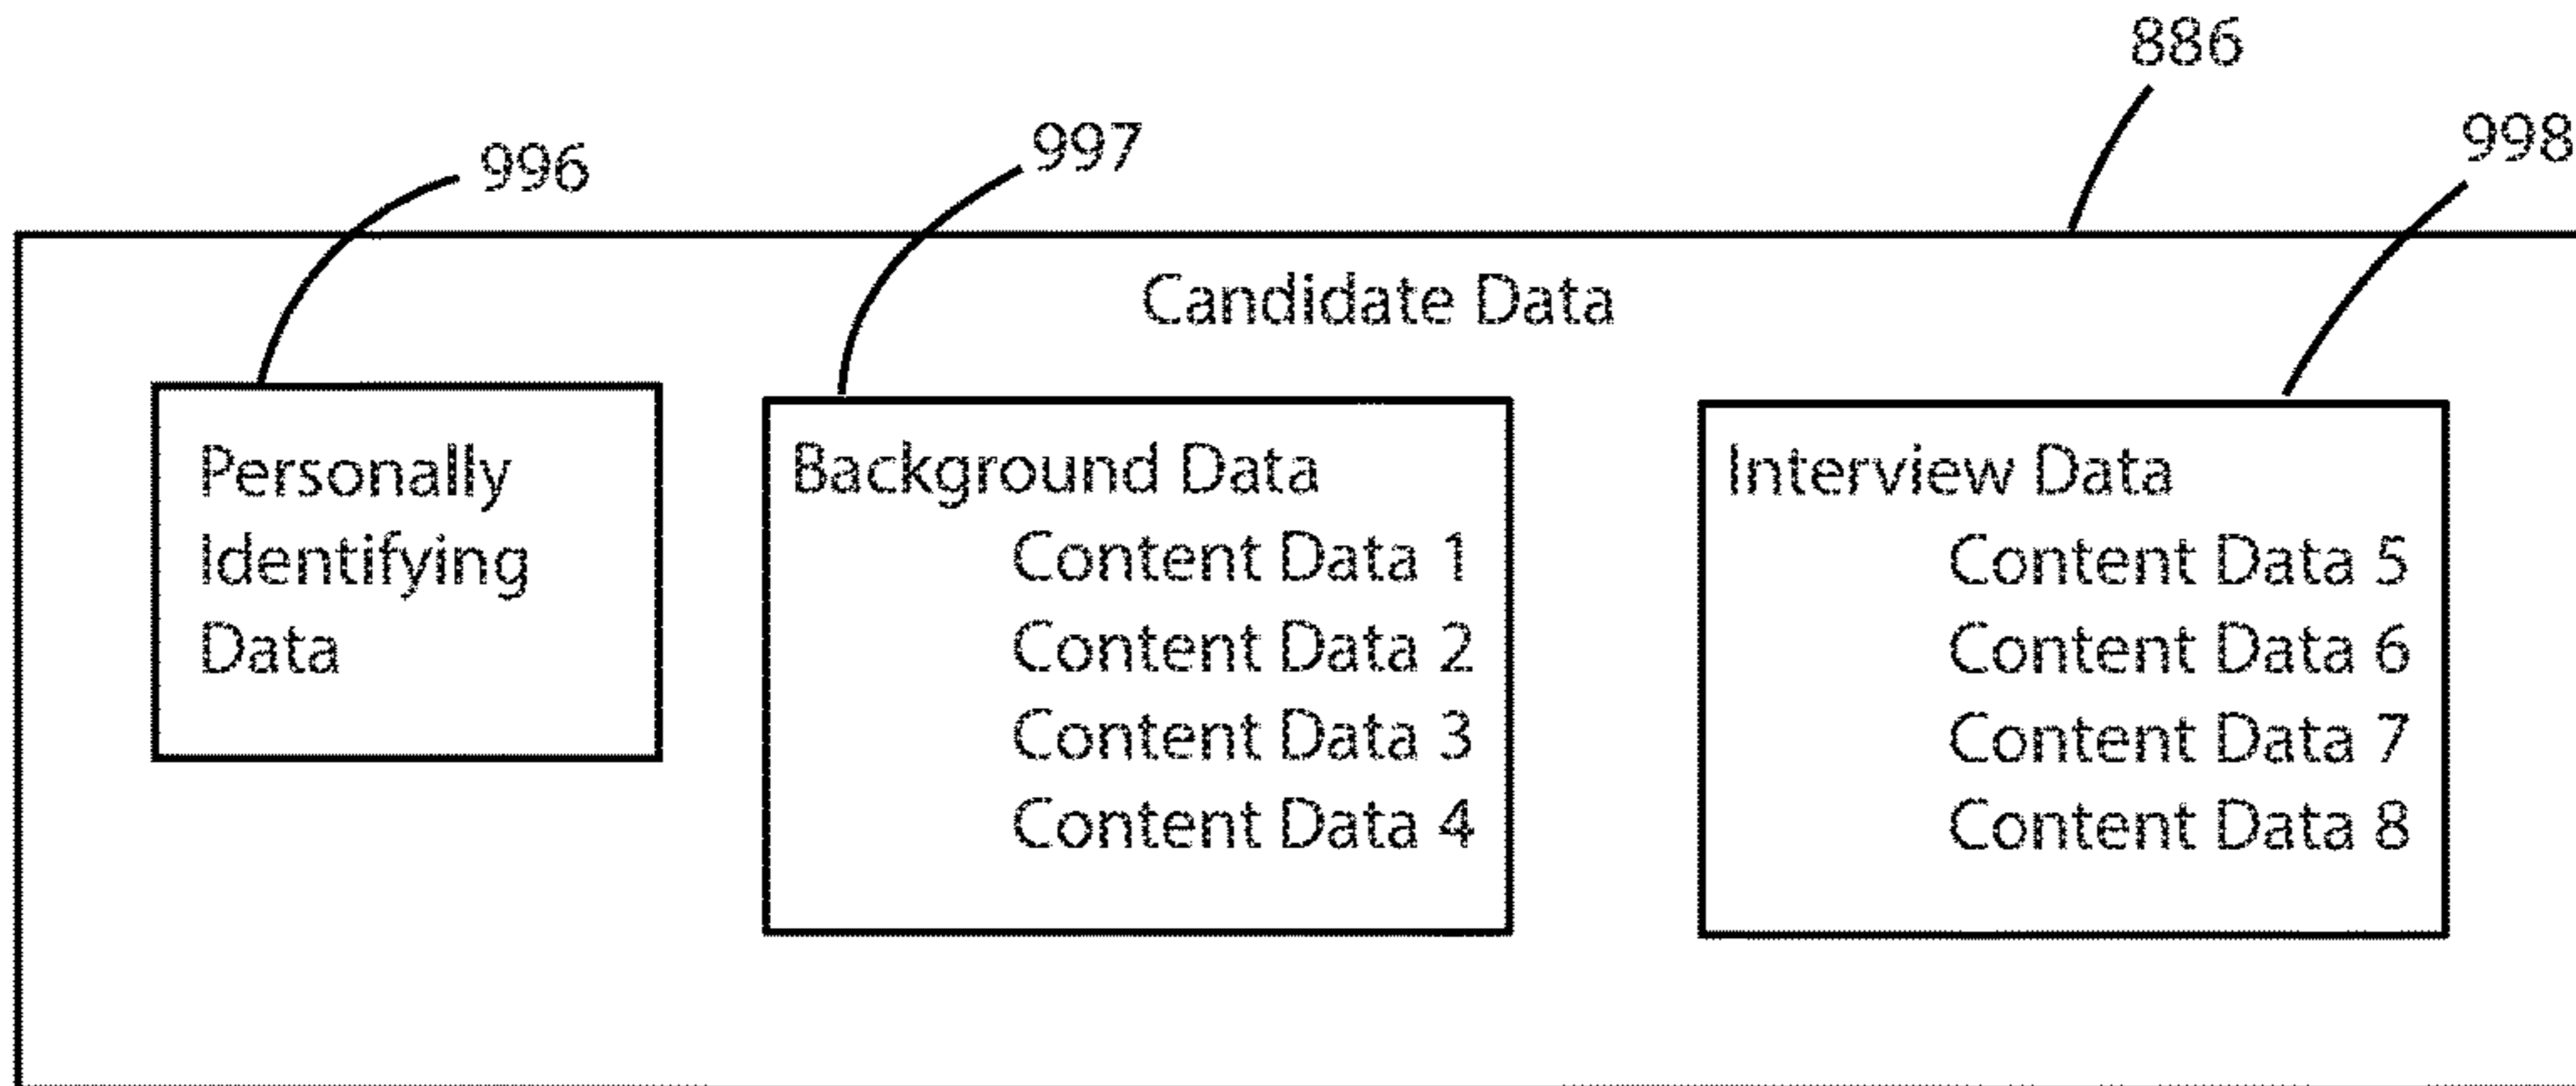 886
996
997
998
Candidate Data
Personally
Identifying
Data
Background Data
Content Data 1
Content Data 2
Content Data 3
Content Data 4
Interview Data
Content Data 5
Content Data 6
Content Data 7
Content Data 8